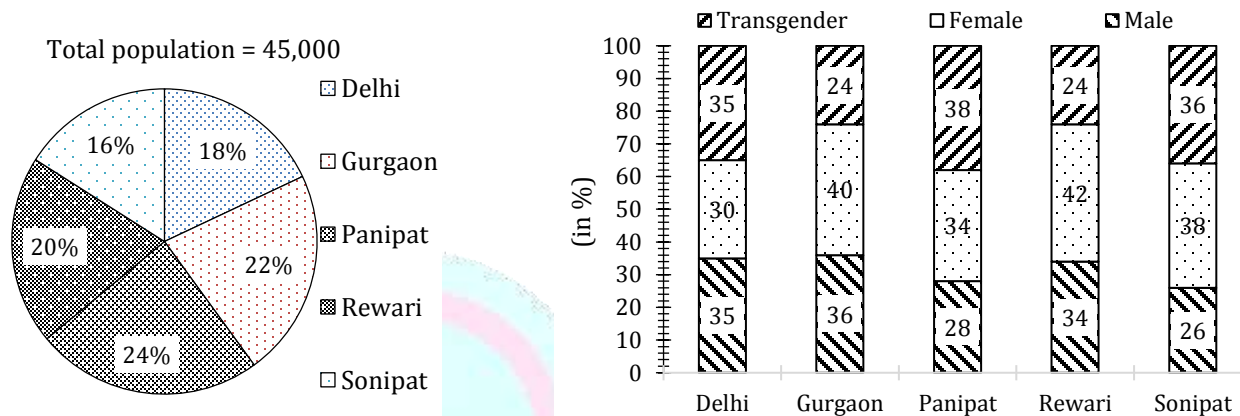 Total population = 45,000
Delhi
Gurgaon
Panipat
Rewari
Sonipat
18%
22%
24%
20%
16%
Transgender Female Male
(in %)
100
90
80
70
60
50
40
30
20
10
0
35 24 38 24 36
30 40 34 42 38
35 36 28 34 26
Delhi Gurgaon Panipat Rewari Sonipat